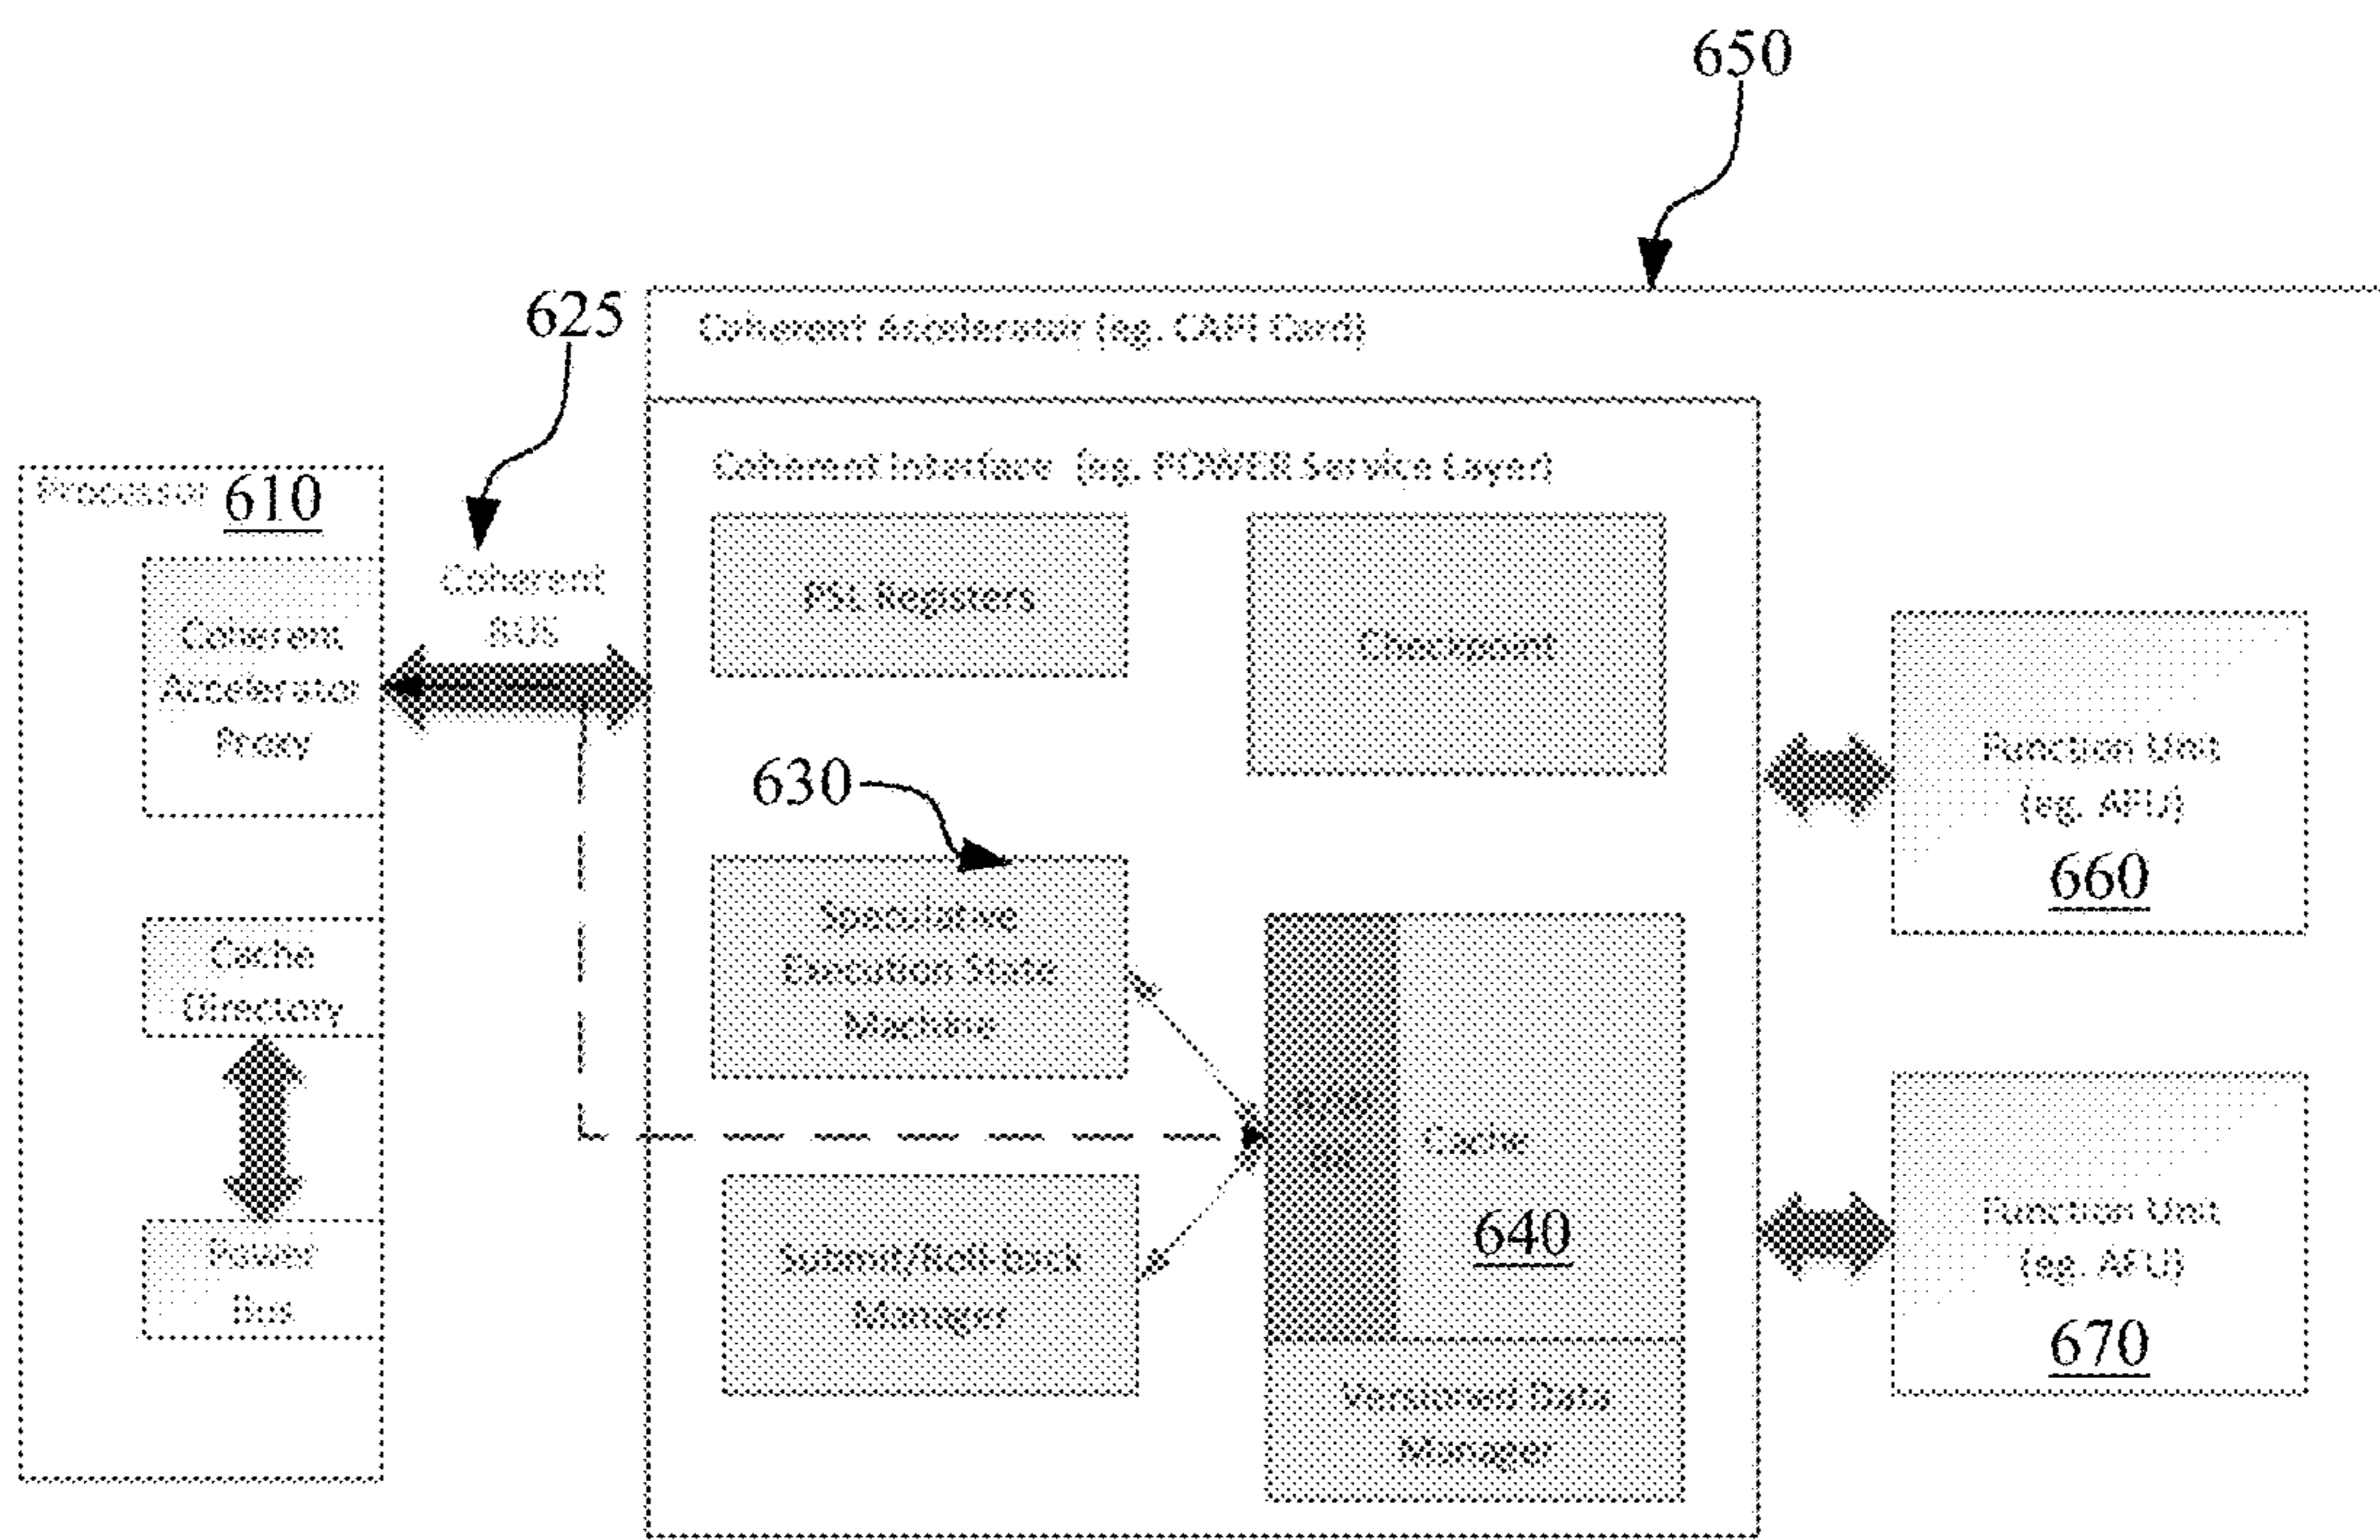 650
625
Coherent Accelerator (eg. CAPI Card)
Coherent Interface (eg. POWER Service Layer)
Processor 610
Coherent
BUS
Coherent
Accelerator
Proxy
PSL Registers
Checkpoint
630
Function Unit
(eg. AFU)
660
Speculative
Execution State
Machine
Cache
Directory
Cache
640
Submit/Roll-back
Manager
Power
Bus
Function Unit
(eg. AFU)
670
Versioned Data
Manager